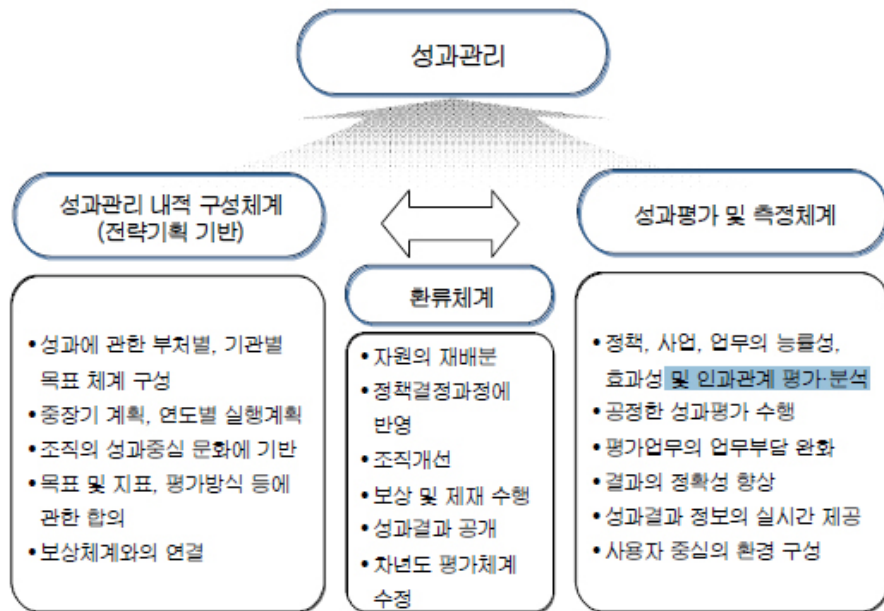 성과관리
성과관리 내적 구성체계
(전략기획 기반)
• 성과에 관한 부처별, 기관별
목표 체계 구성
• 중장기 계획, 연도별 실행계획
• 조직의 성과중심 문화에 기반
• 목표 및 지표, 평가방식 등에
관한 합의
• 보상체계와의 연결
환류체계
• 자원의 재배분
• 정책결정과정에
반영
• 조직개선
• 보상 및 제재 수행
• 성과결과 공개
• 차년도 평가체계
수정
성과평가 및 측정체계
• 정책, 사업, 업무의 능률성,
효과성 및 인과관계 평가·분석
• 공정한 성과평가 수행
• 평가업무의 업무부담 완화
• 결과의 정확성 향상
• 성과결과 정보의 실시간 제공
• 사용자 중심의 환경 구성